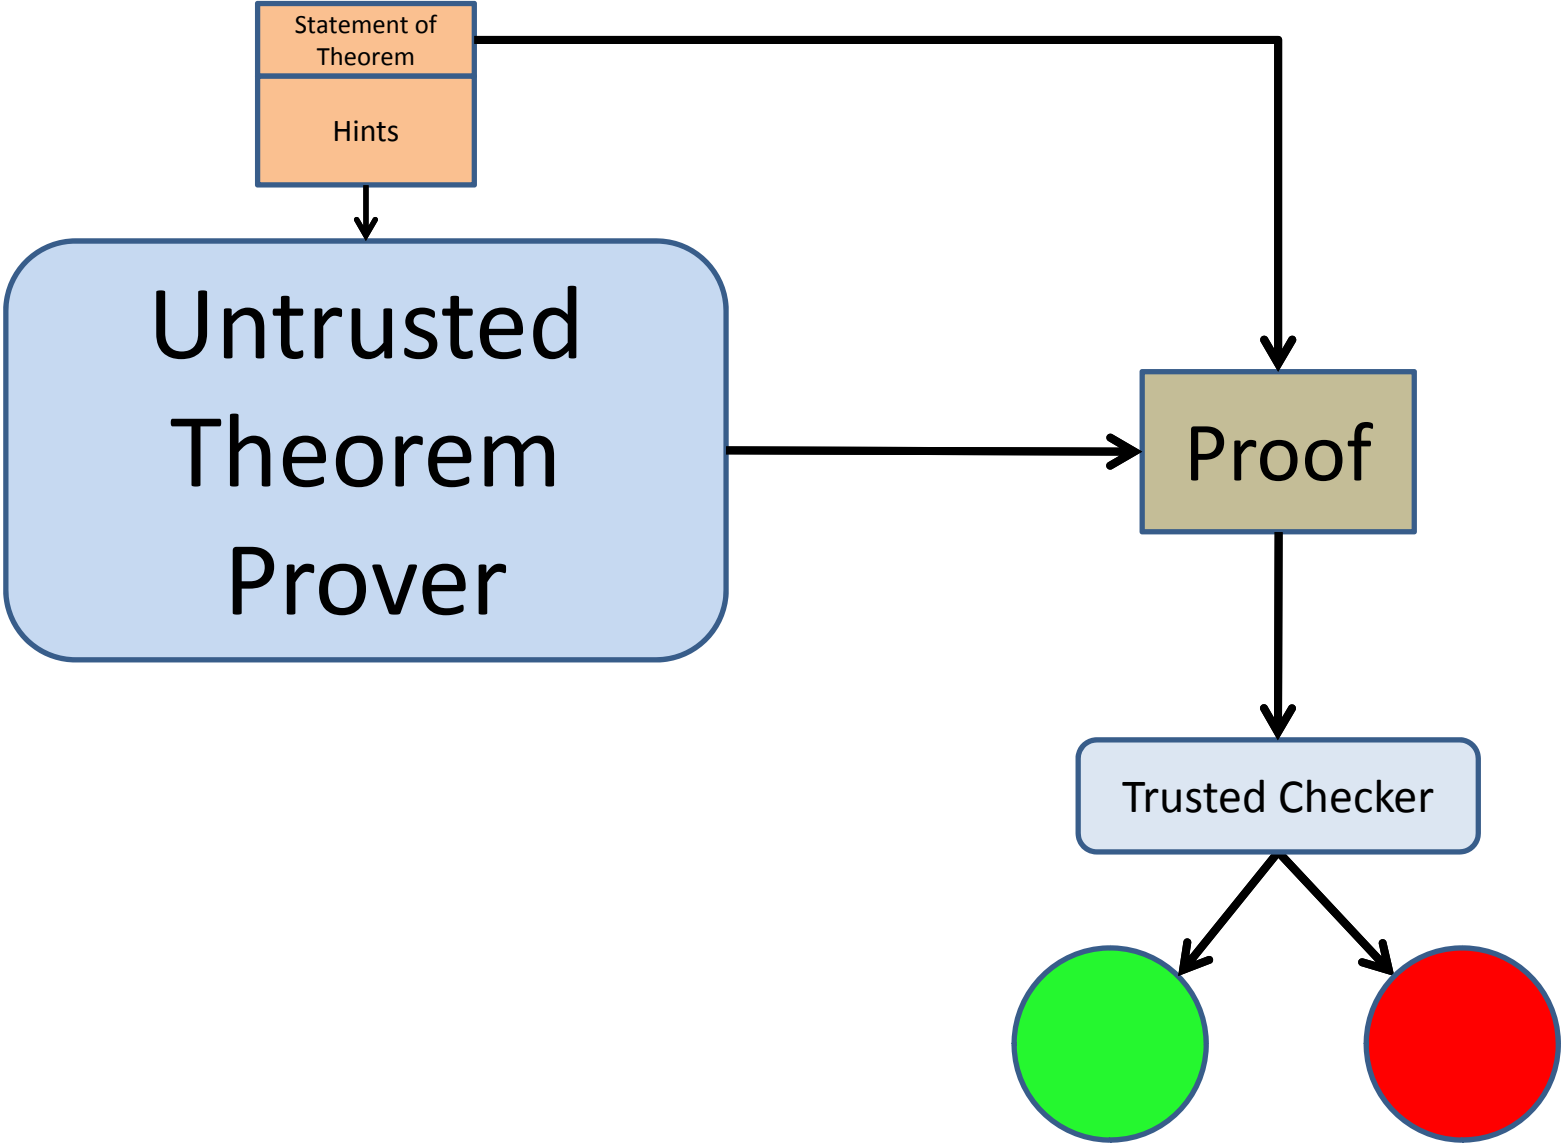 Statement of
Theorem
Hints
Untrusted
Theorem
Prover
Proof
Trusted Checker